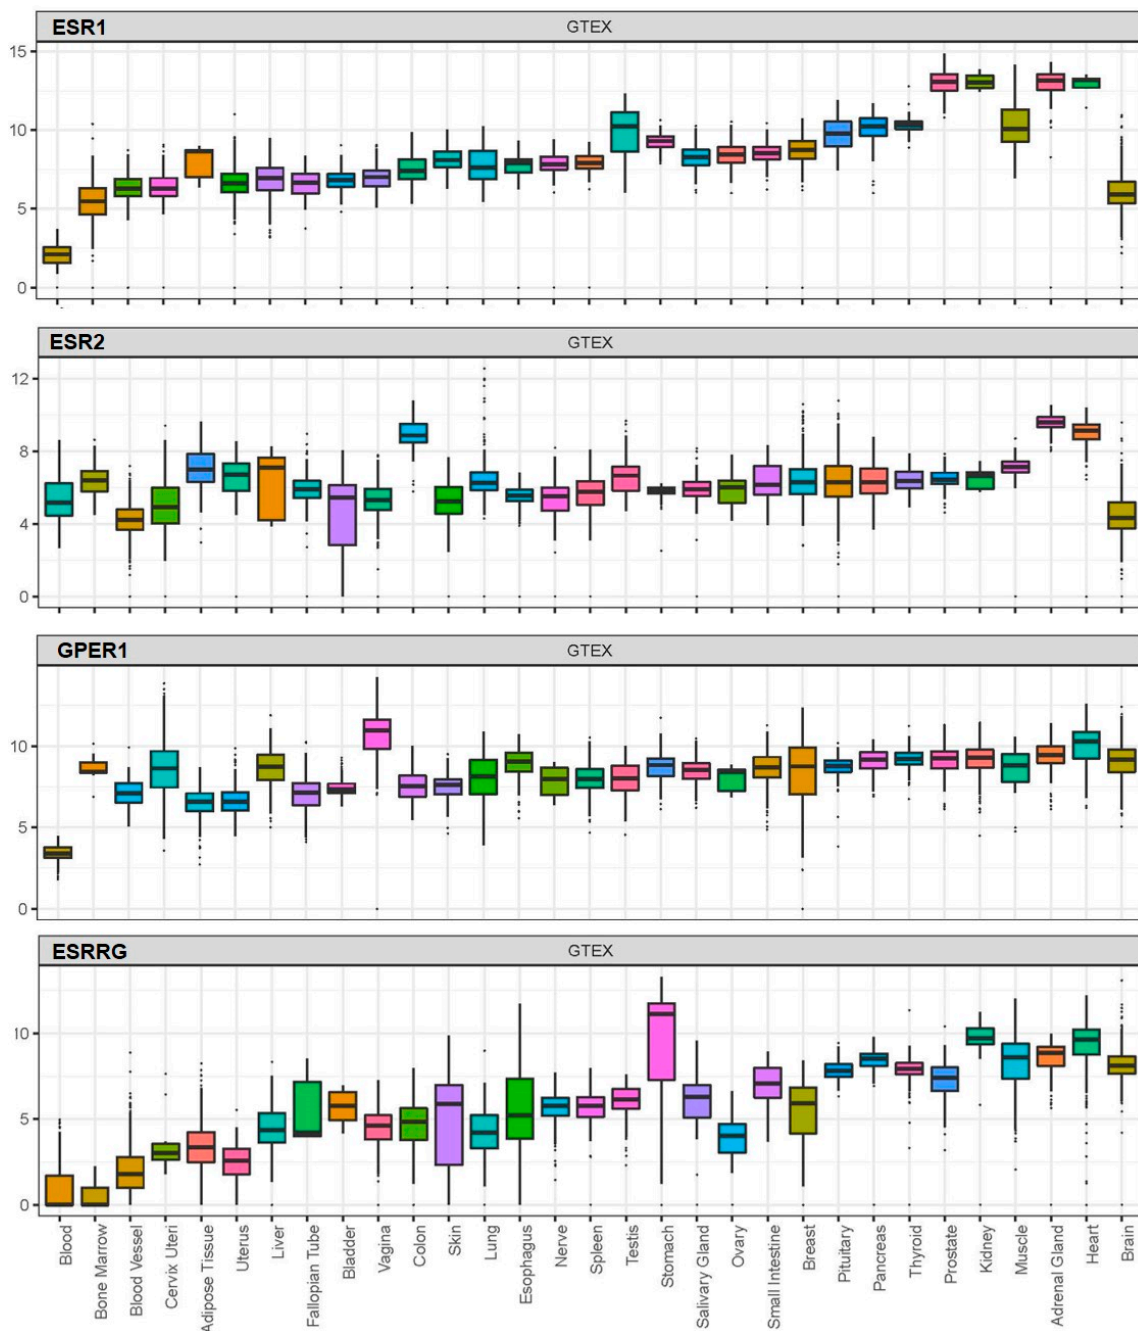 ESR1
GTEX
15
10
5
0
ESR2
GTEX
12
8
4
0
GPER1
GTEX
10
5
0
ESRRG
GTEX
10
5
0
Blood
Bone Marrow
Blood Vessel
Cervix Uteri
Adipose Tissue
Uterus
Liver
Fallopian Tube
Bladder
Vagina
Colon
Skin
Lung
Esophagus
Nerve
Spleen
Testis
Stomach
Salivary Gland
Ovary
Small Intestine
Breast
Pituitary
Pancreas
Thyroid
Prostate
Kidney
Muscle
Adrenal Gland
Heart
Brain